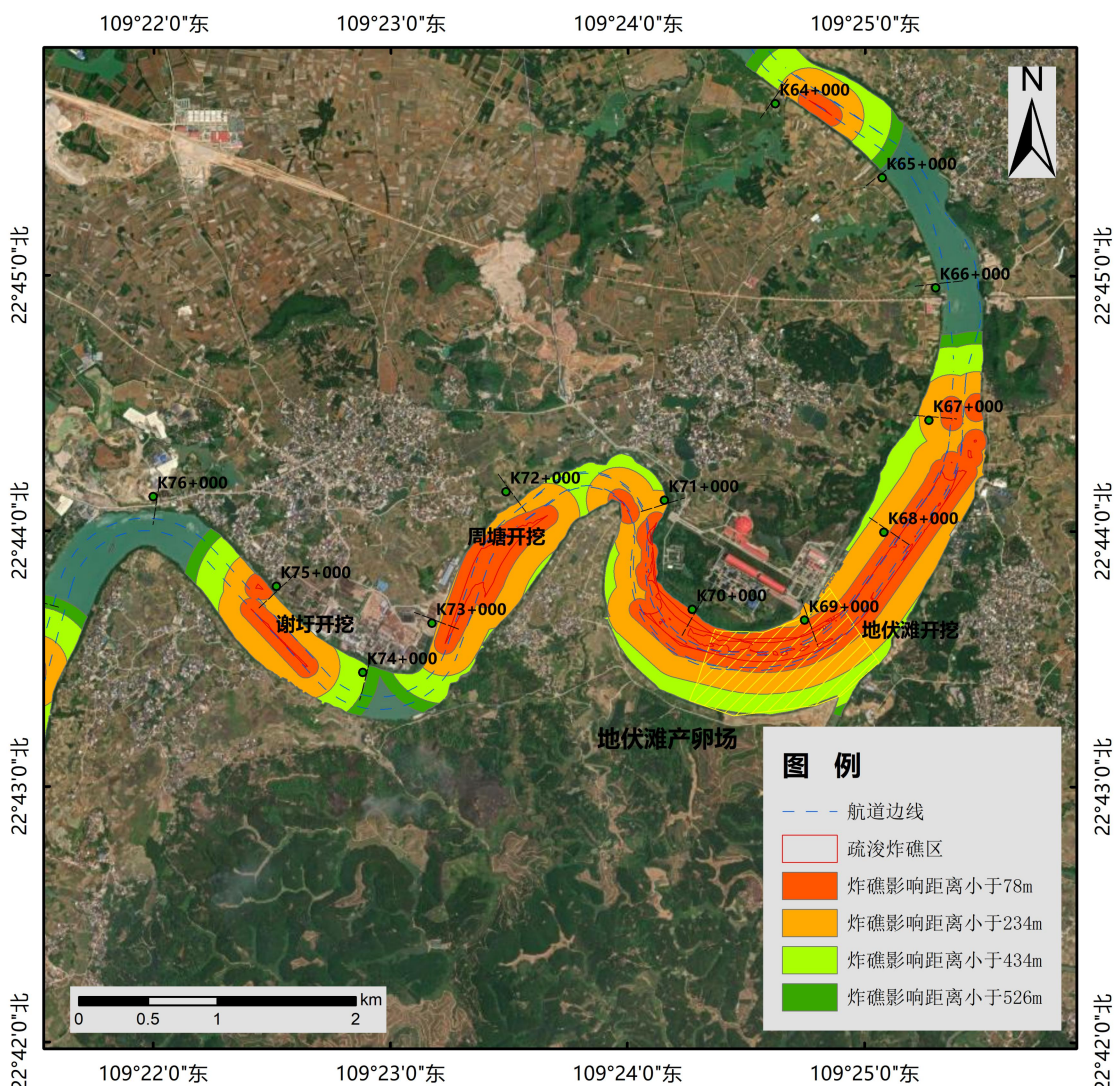 109°22'0"东
109°23'0"东
109°24'0"东
109°25'0"东
N
K64+000
K65+000
22°45'0"北
22°45'0"北
K66+000
K67+000
K72+000
K71+000
K76+000
22°44'0"北
22°44'0"北
K68+000
周塘开挖
K75+000
K70+000
K73+000
K69+000
谢圩开挖
地伏滩开挖
K74+000
地伏滩产卵场
22°43'0"北
22°43'0"北
图 例
航道边线
疏浚炸礁区
炸礁影响距离小于78m
炸礁影响距离小于234m
炸礁影响距离小于434m
炸礁影响距离小于526m
km
0 0.5 1 2
22°42'0"北
22°42'0"北
109°22'0"东
109°23'0"东
109°24'0"东
109°25'0"东